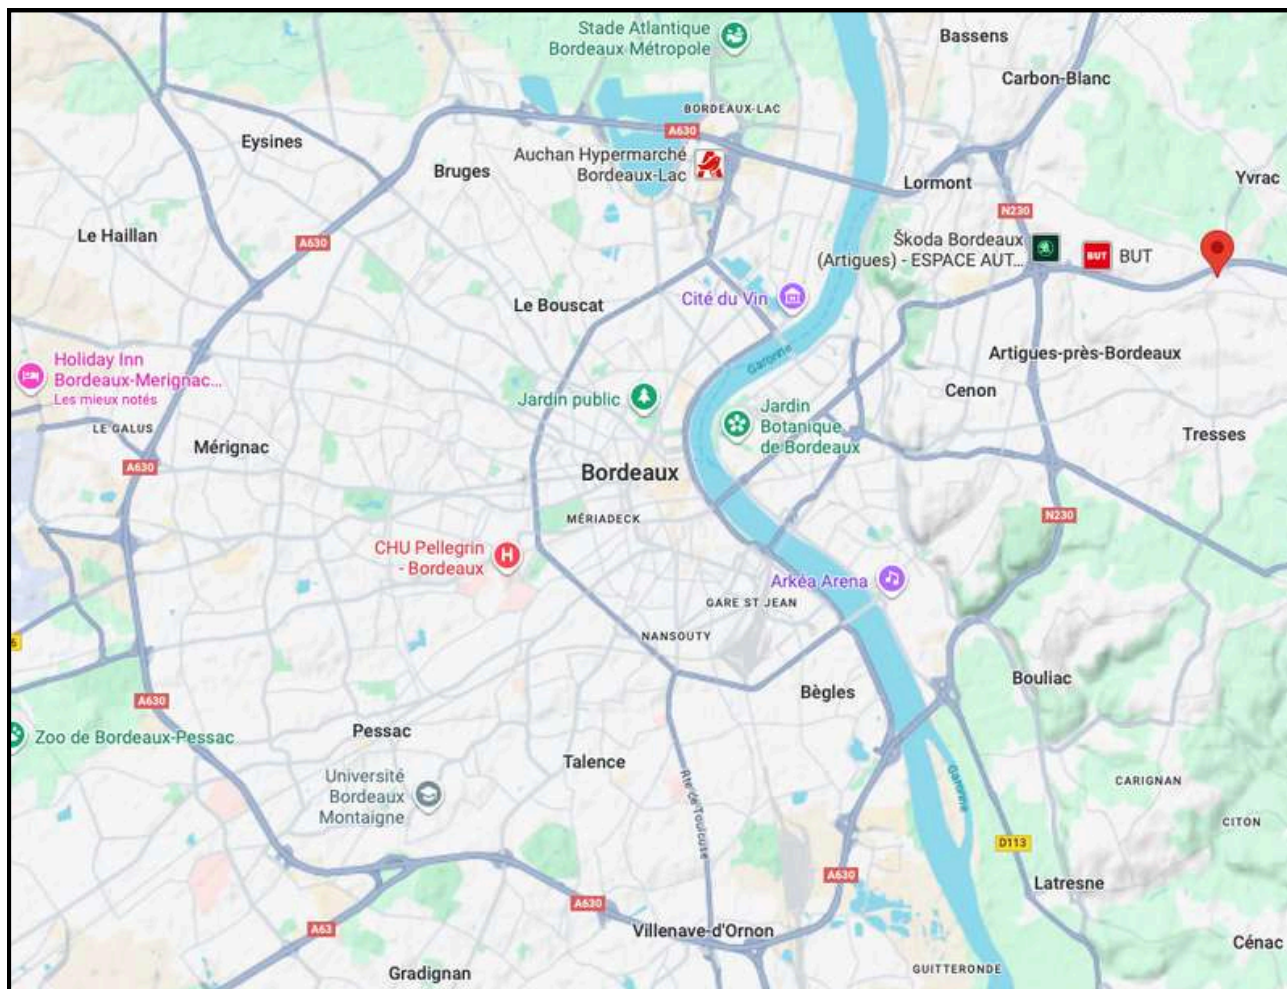 Stade Atlantique
Bordeaux Métropole
Bassens
Carbon-Blanc
BORDEAUX-LAC
A630
Eysines
Auchan Hypermarché
Bordeaux-Lac
Bruges
Lormont
Yvrac
N230
Le Haillan
A630
Škoda Bordeaux
(Artigues) - ESPACE AUT...
BUT
BUT
Cité du Vin
Le Bouscat
Garonne
Artigues-près-Bordeaux
Holiday Inn
Bordeaux-Merignac...
Les mieux notés
Cenon
Jardin public
Jardin
Botanique
de Bordeaux
LE GALUS
Mérignac
Tresses
A630
Bordeaux
MÉRIADECK
N230
CHU Pellegrin
- Bordeaux
H
Arkéa Arena
GARE ST JEAN
NANSOUTY
6
Bouliac
A630
Bègles
Zoo de Bordeaux-Pessac
Pessac
Talence
Université
Bordeaux
Montaigne
Rte de Toulouse
Garonne
CARIGNAN
CITON
D113
A630
Latresne
A630
A63
Villenave-d'Ornon
Cénac
Gradignan
GUITTERONDE